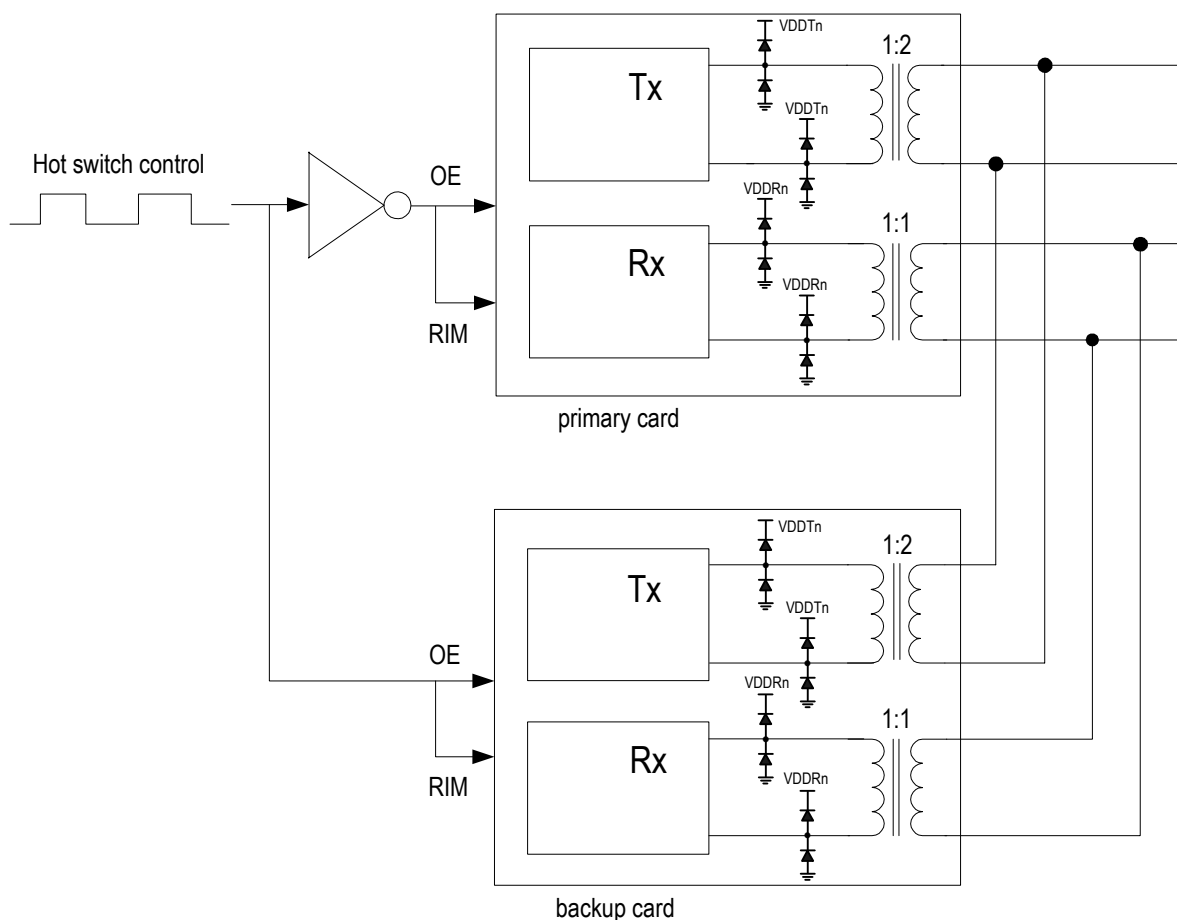 Hot switch control
OE
RIM
VDDTn
1:2
Tx
VDDTn
VDDRn
1:1
Rx
VDDRn
primary card
VDDTn
1:2
Tx
VDDTn
OE
VDDRn
1:1
Rx
RIM
VDDRn
backup card